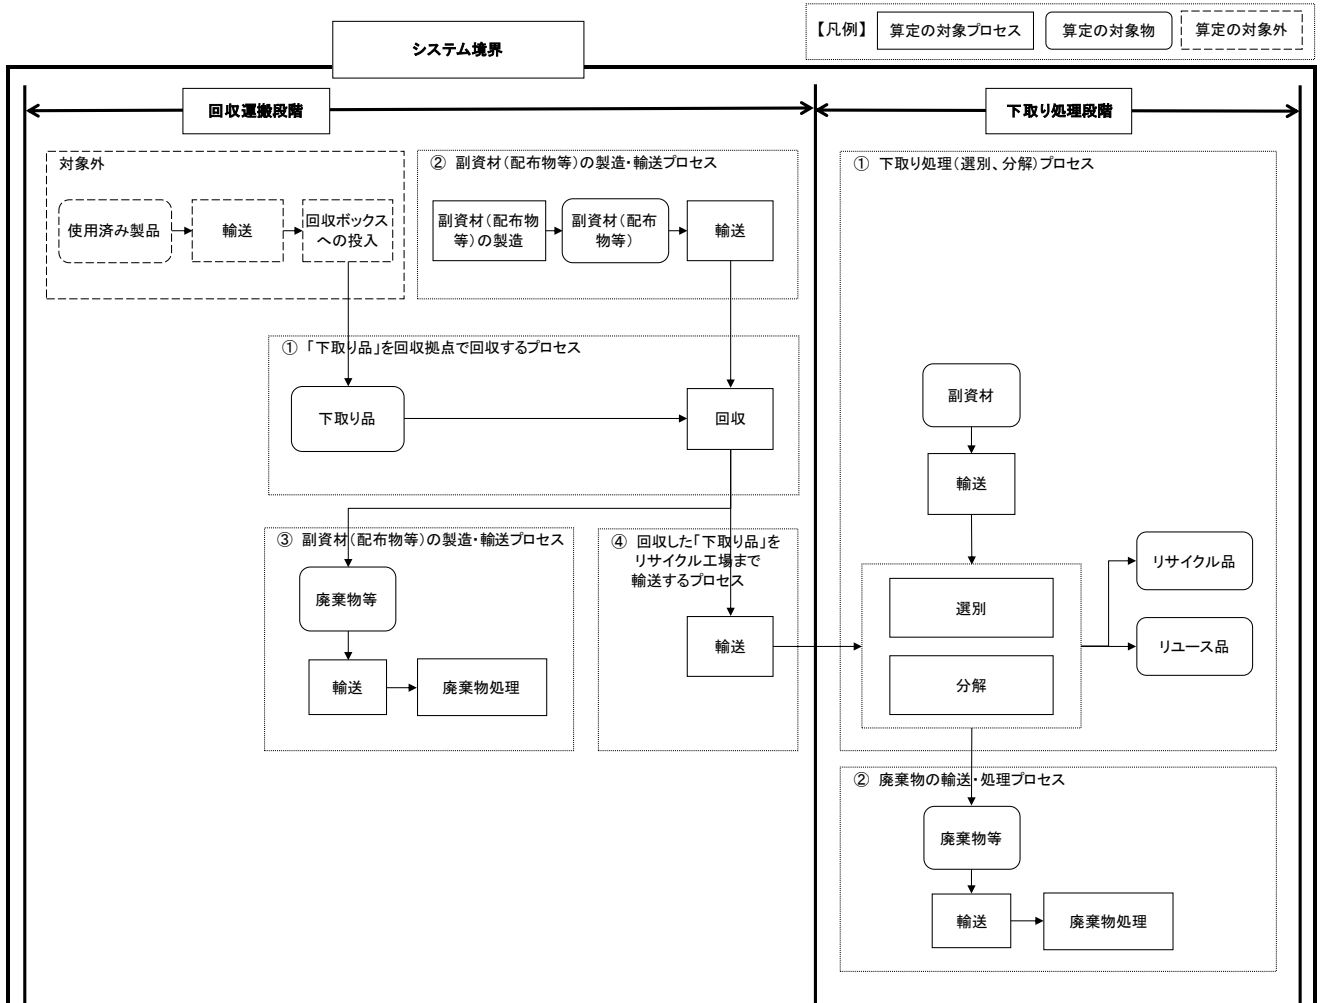 システム境界
【凡例】
算定の対象プロセス
算定の対象物
算定の対象外
回収運搬段階
下取り処理段階
対象外
使用済み製品
輸送
回収ボックス
への投入
② 副資材(配布物等)の製造・輸送プロセス
副資材(配布物
等)の製造
副資材(配布
物等)
輸送
① 「下取り品」を回収拠点で回収するプロセス
下取り品
回収
③ 副資材(配布物等)の製造・輸送プロセス
廃棄物等
輸送
廃棄物処理
④ 回収した「下取り品」を
リサイクル工場まで
輸送するプロセス
輸送
① 下取り処理(選別、分解)プロセス
副資材
輸送
選別
分解
リサイクル品
リユース品
② 廃棄物の輸送・処理プロセス
廃棄物等
輸送
廃棄物処理